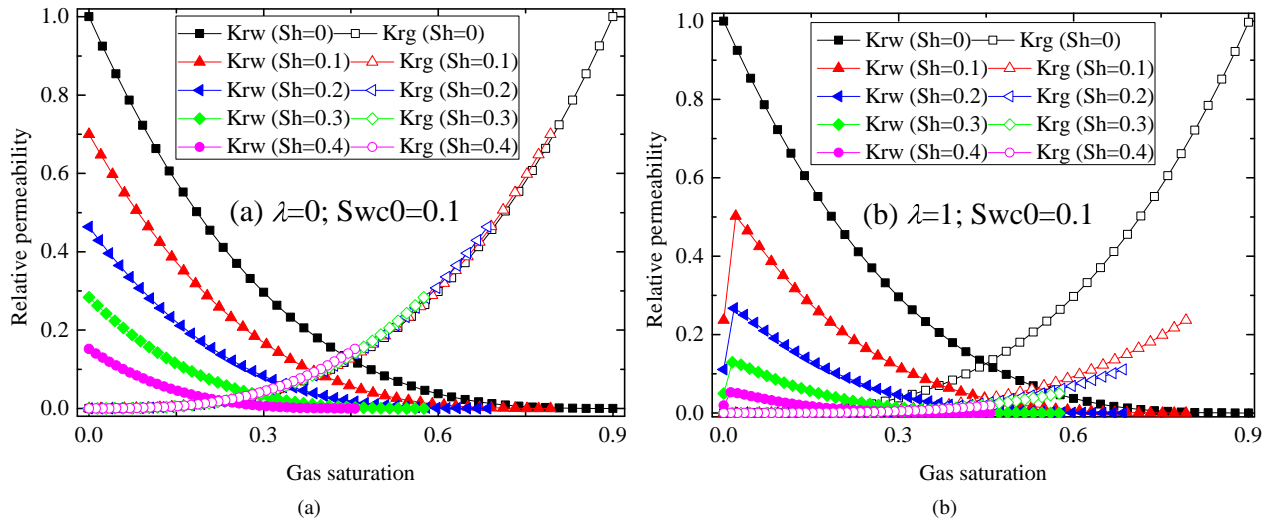 1.0
0.8
0.6
0.4
0.2
0.0
Relative permeability
Krw (Sh=0) Krg (Sh=0)
Krw (Sh=0.1) Krg (Sh=0.1)
Krw (Sh=0.2) Krg (Sh=0.2)
Krw (Sh=0.3) Krg (Sh=0.3)
Krw (Sh=0.4) Krg (Sh=0.4)
(a) λ=0; Swc0=0.1
0.0 0.3 0.6 0.9
Gas saturation
(a)
1.0
0.8
0.6
0.4
0.2
0.0
Relative permeability
Krw (Sh=0) Krg (Sh=0)
Krw (Sh=0.1) Krg (Sh=0.1)
Krw (Sh=0.2) Krg (Sh=0.2)
Krw (Sh=0.3) Krg (Sh=0.3)
Krw (Sh=0.4) Krg (Sh=0.4)
(b) λ=1; Swc0=0.1
0.0 0.3 0.6 0.9
Gas saturation
(b)